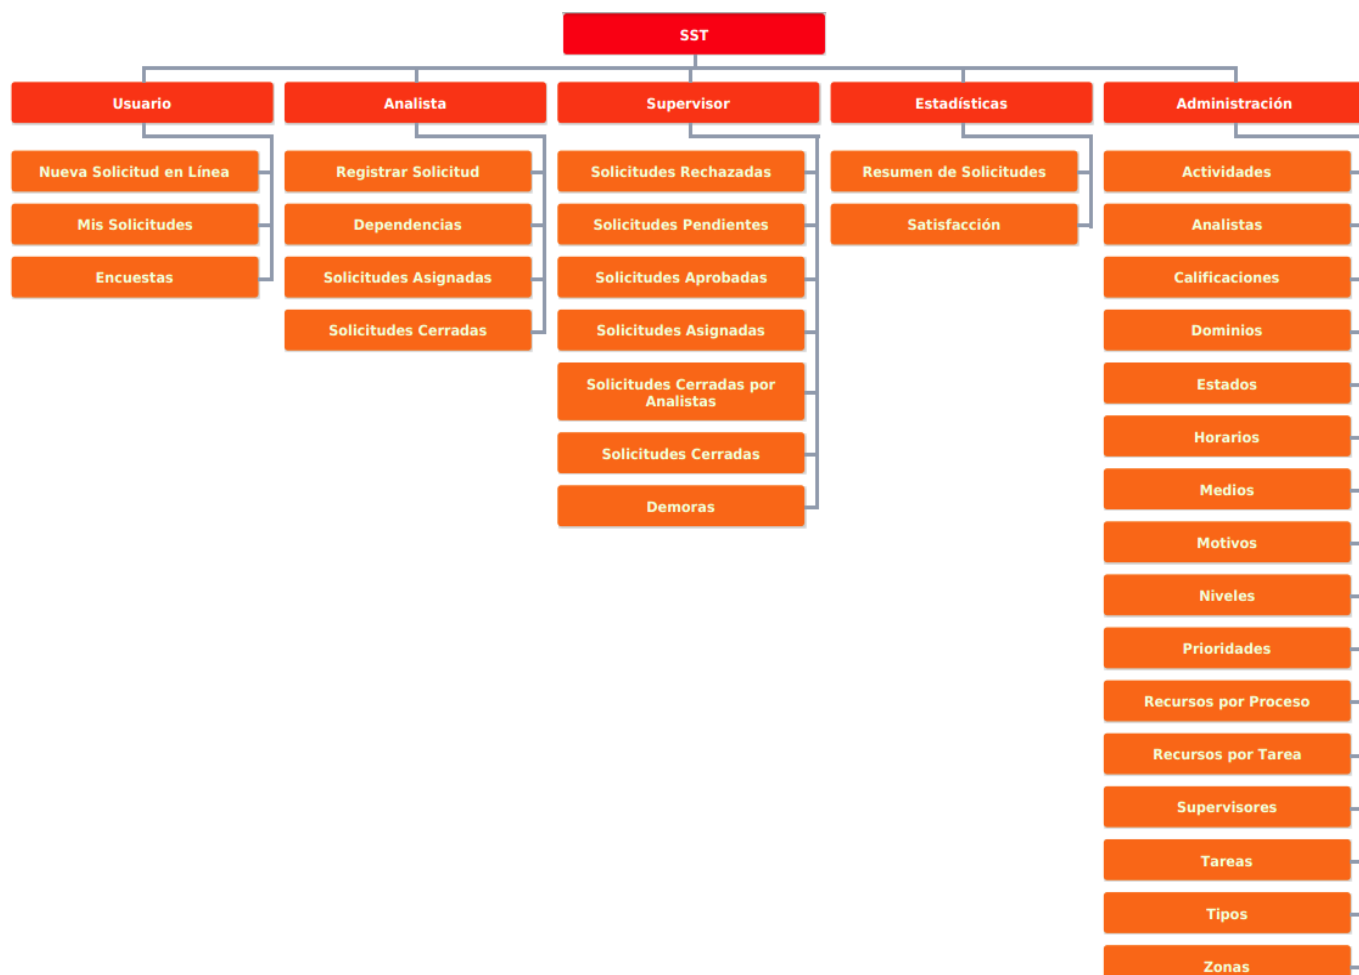 SST
Usuario
Analista
Supervisor
Estadísticas
Administración
Nueva Solicitud en Línea
Mis Solicitudes
Encuestas
Registrar Solicitud
Dependencias
Solicitudes Asignadas
Solicitudes Cerradas
Solicitudes Rechazadas
Solicitudes Pendientes
Solicitudes Aprobadas
Solicitudes Asignadas
Solicitudes Cerradas por
Analistas
Solicitudes Cerradas
Demoras
Resumen de Solicitudes
Satisfacción
Actividades
Analistas
Calificaciones
Dominios
Estados
Horarios
Medios
Motivos
Niveles
Prioridades
Recursos por Proceso
Recursos por Tarea
Supervisores
Tareas
Tipos
Zonas